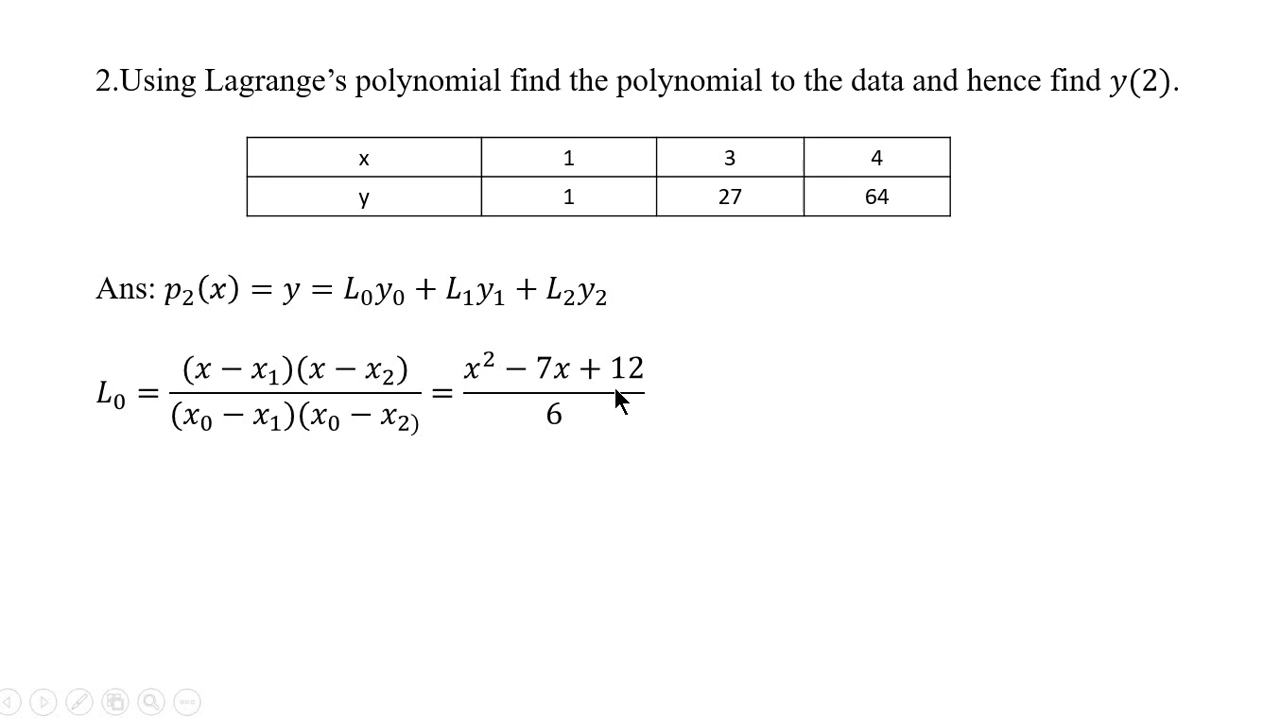 2.Using Lagrange's polynomial find the polynomial to the data and hence find 𝑦(2).
x 1 3 4
y 1 27 64
Ans: 𝑝₂(𝑥) = 𝑦 = 𝐿₀𝑦₀ + 𝐿₁𝑦₁ + 𝐿₂𝑦₂
𝐿₀ = (𝑥 − 𝑥₁)(𝑥 − 𝑥₂) / (𝑥₀ − 𝑥₁)(𝑥₀ − 𝑥₂₎ = 𝑥² − 7𝑥 + 12 / 6